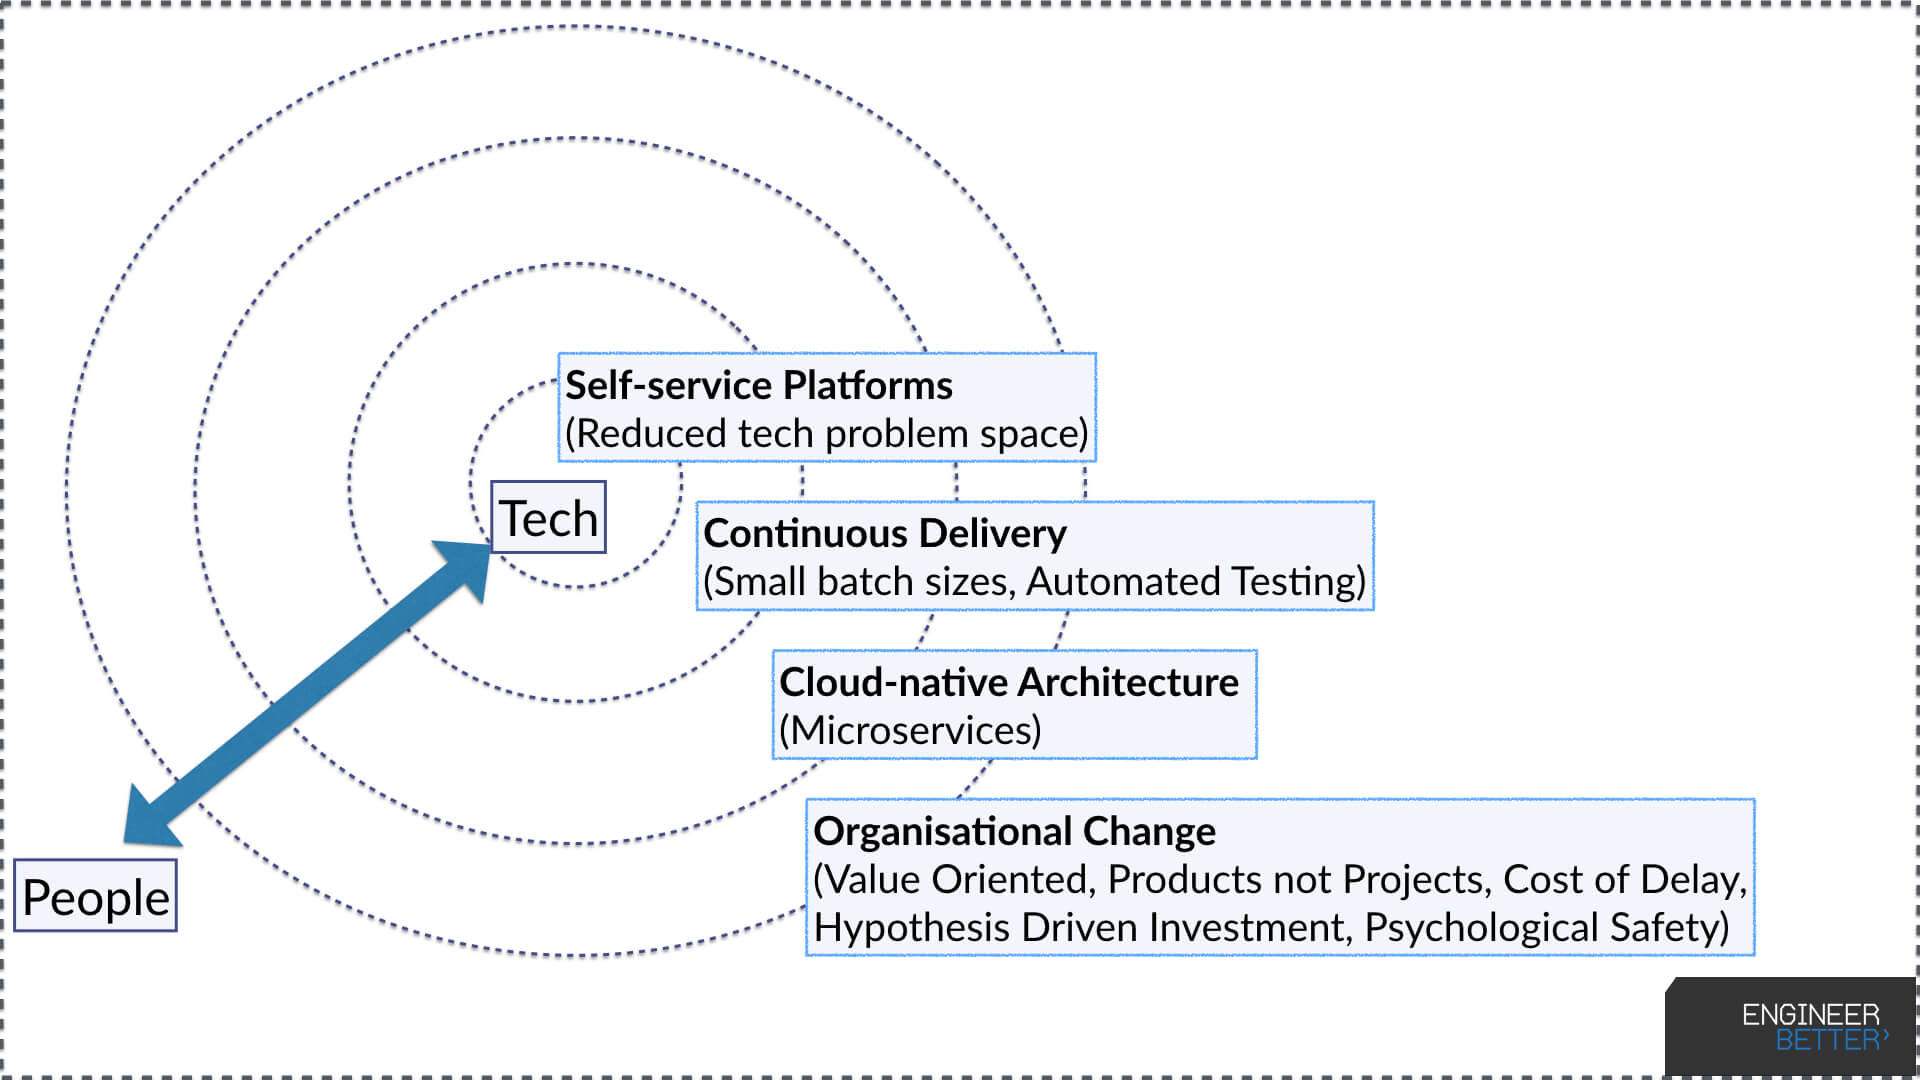 Self-service Platforms
(Reduced tech problem space)
Tech
Continuous Delivery
(Small batch sizes, Automated Testing)
Cloud-native Architecture
(Microservices)
Organisational Change
(Value Oriented, Products not Projects, Cost of Delay,
Hypothesis Driven Investment, Psychological Safety)
People
ENGINEER
BETTER